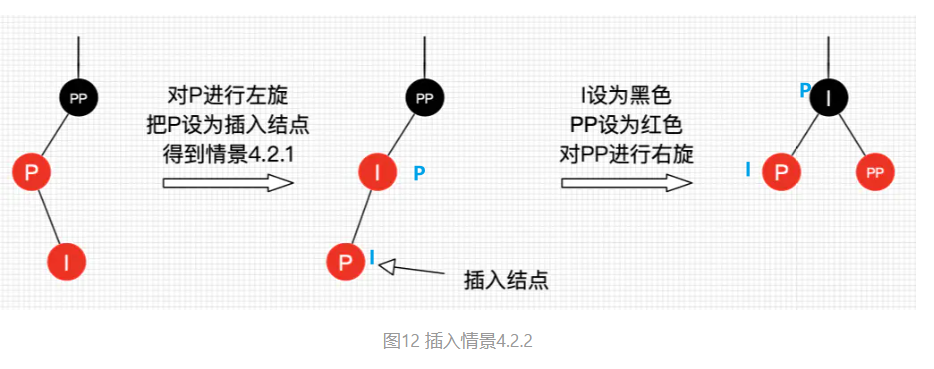 PP
P
I
对P进行左旋
把P设为插入结点
得到情景4.2.1
PP
I P
P I
插入结点
I设为黑色
PP设为红色
对PP进行右旋
P I
I P PP
图12 插入情景4.2.2